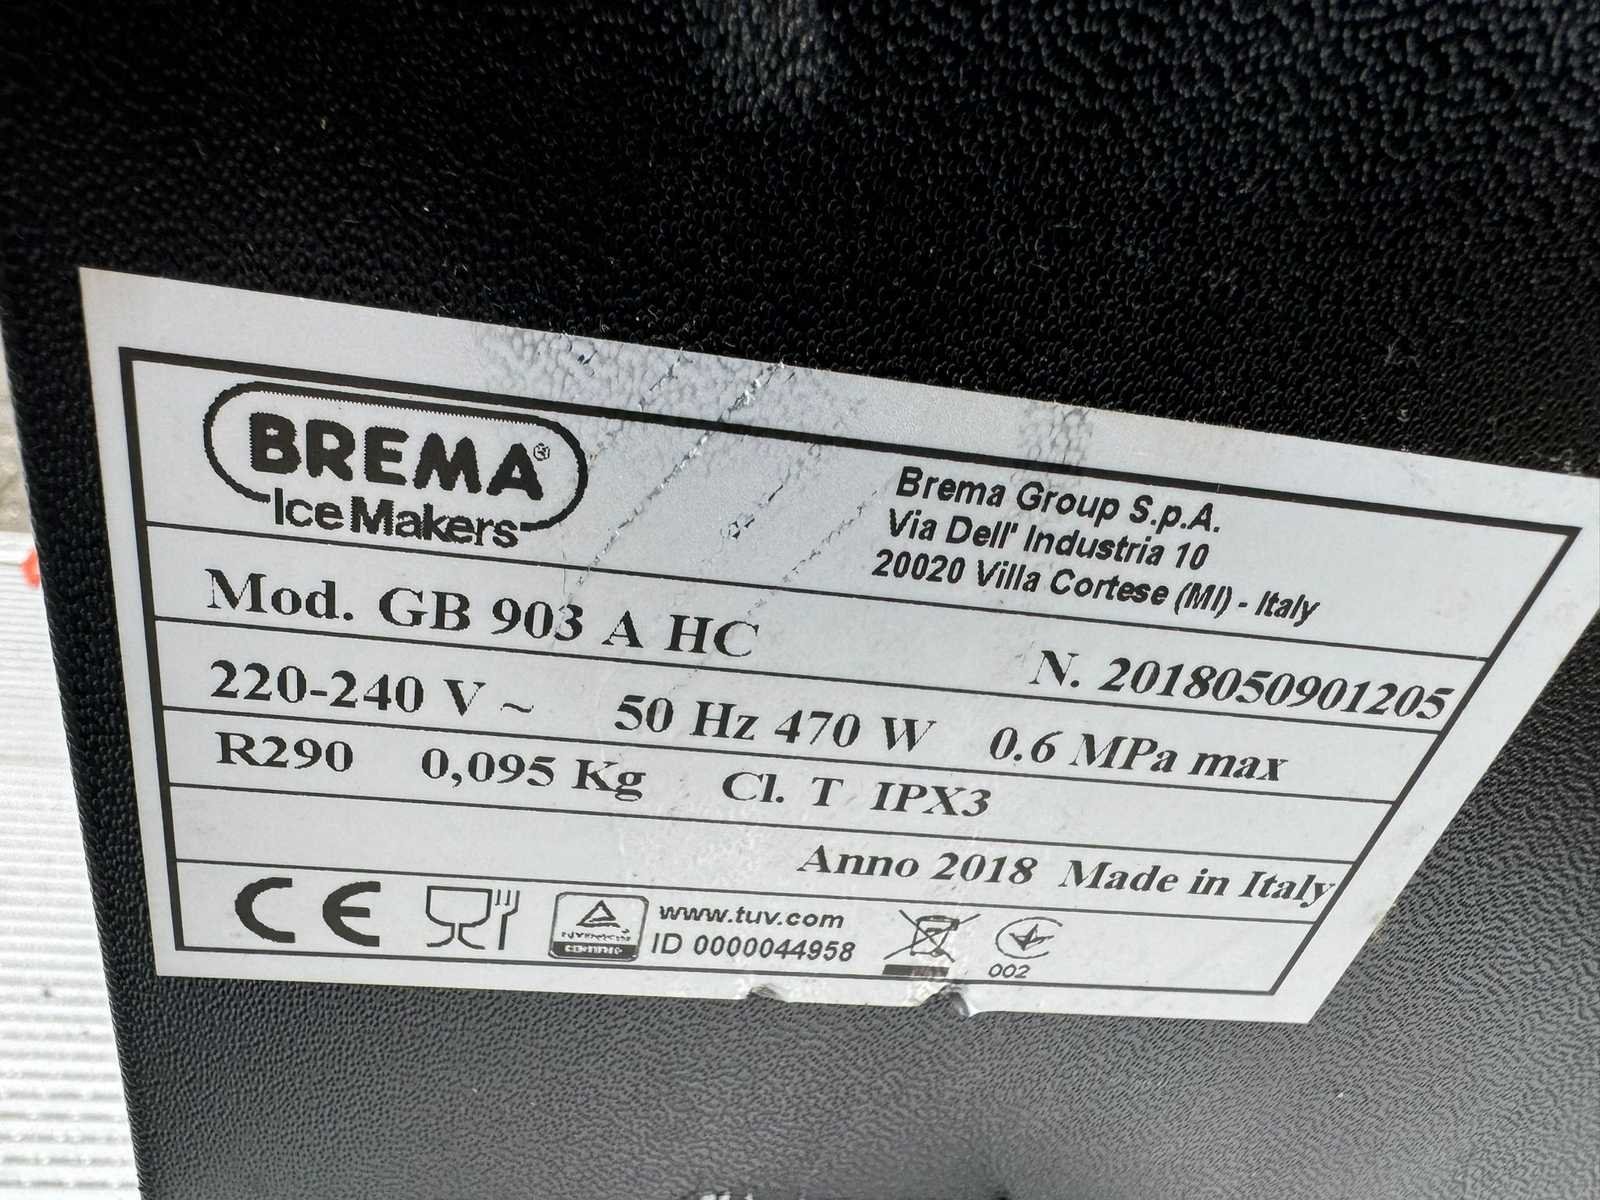 BREMA®
Ice Makers
Brema Group S.p.A.
Via Dell' Industria 10
20020 Villa Cortese (MI) - Italy
Mod. GB 903 A HC
N. 2018050901205
220-240 V ~ 50 Hz 470 W 0.6 MPa max
R290 0,095 Kg Cl. T IPX3
Anno 2018 Made in Italy
CE
www.tuv.com
ID 0000044958
002